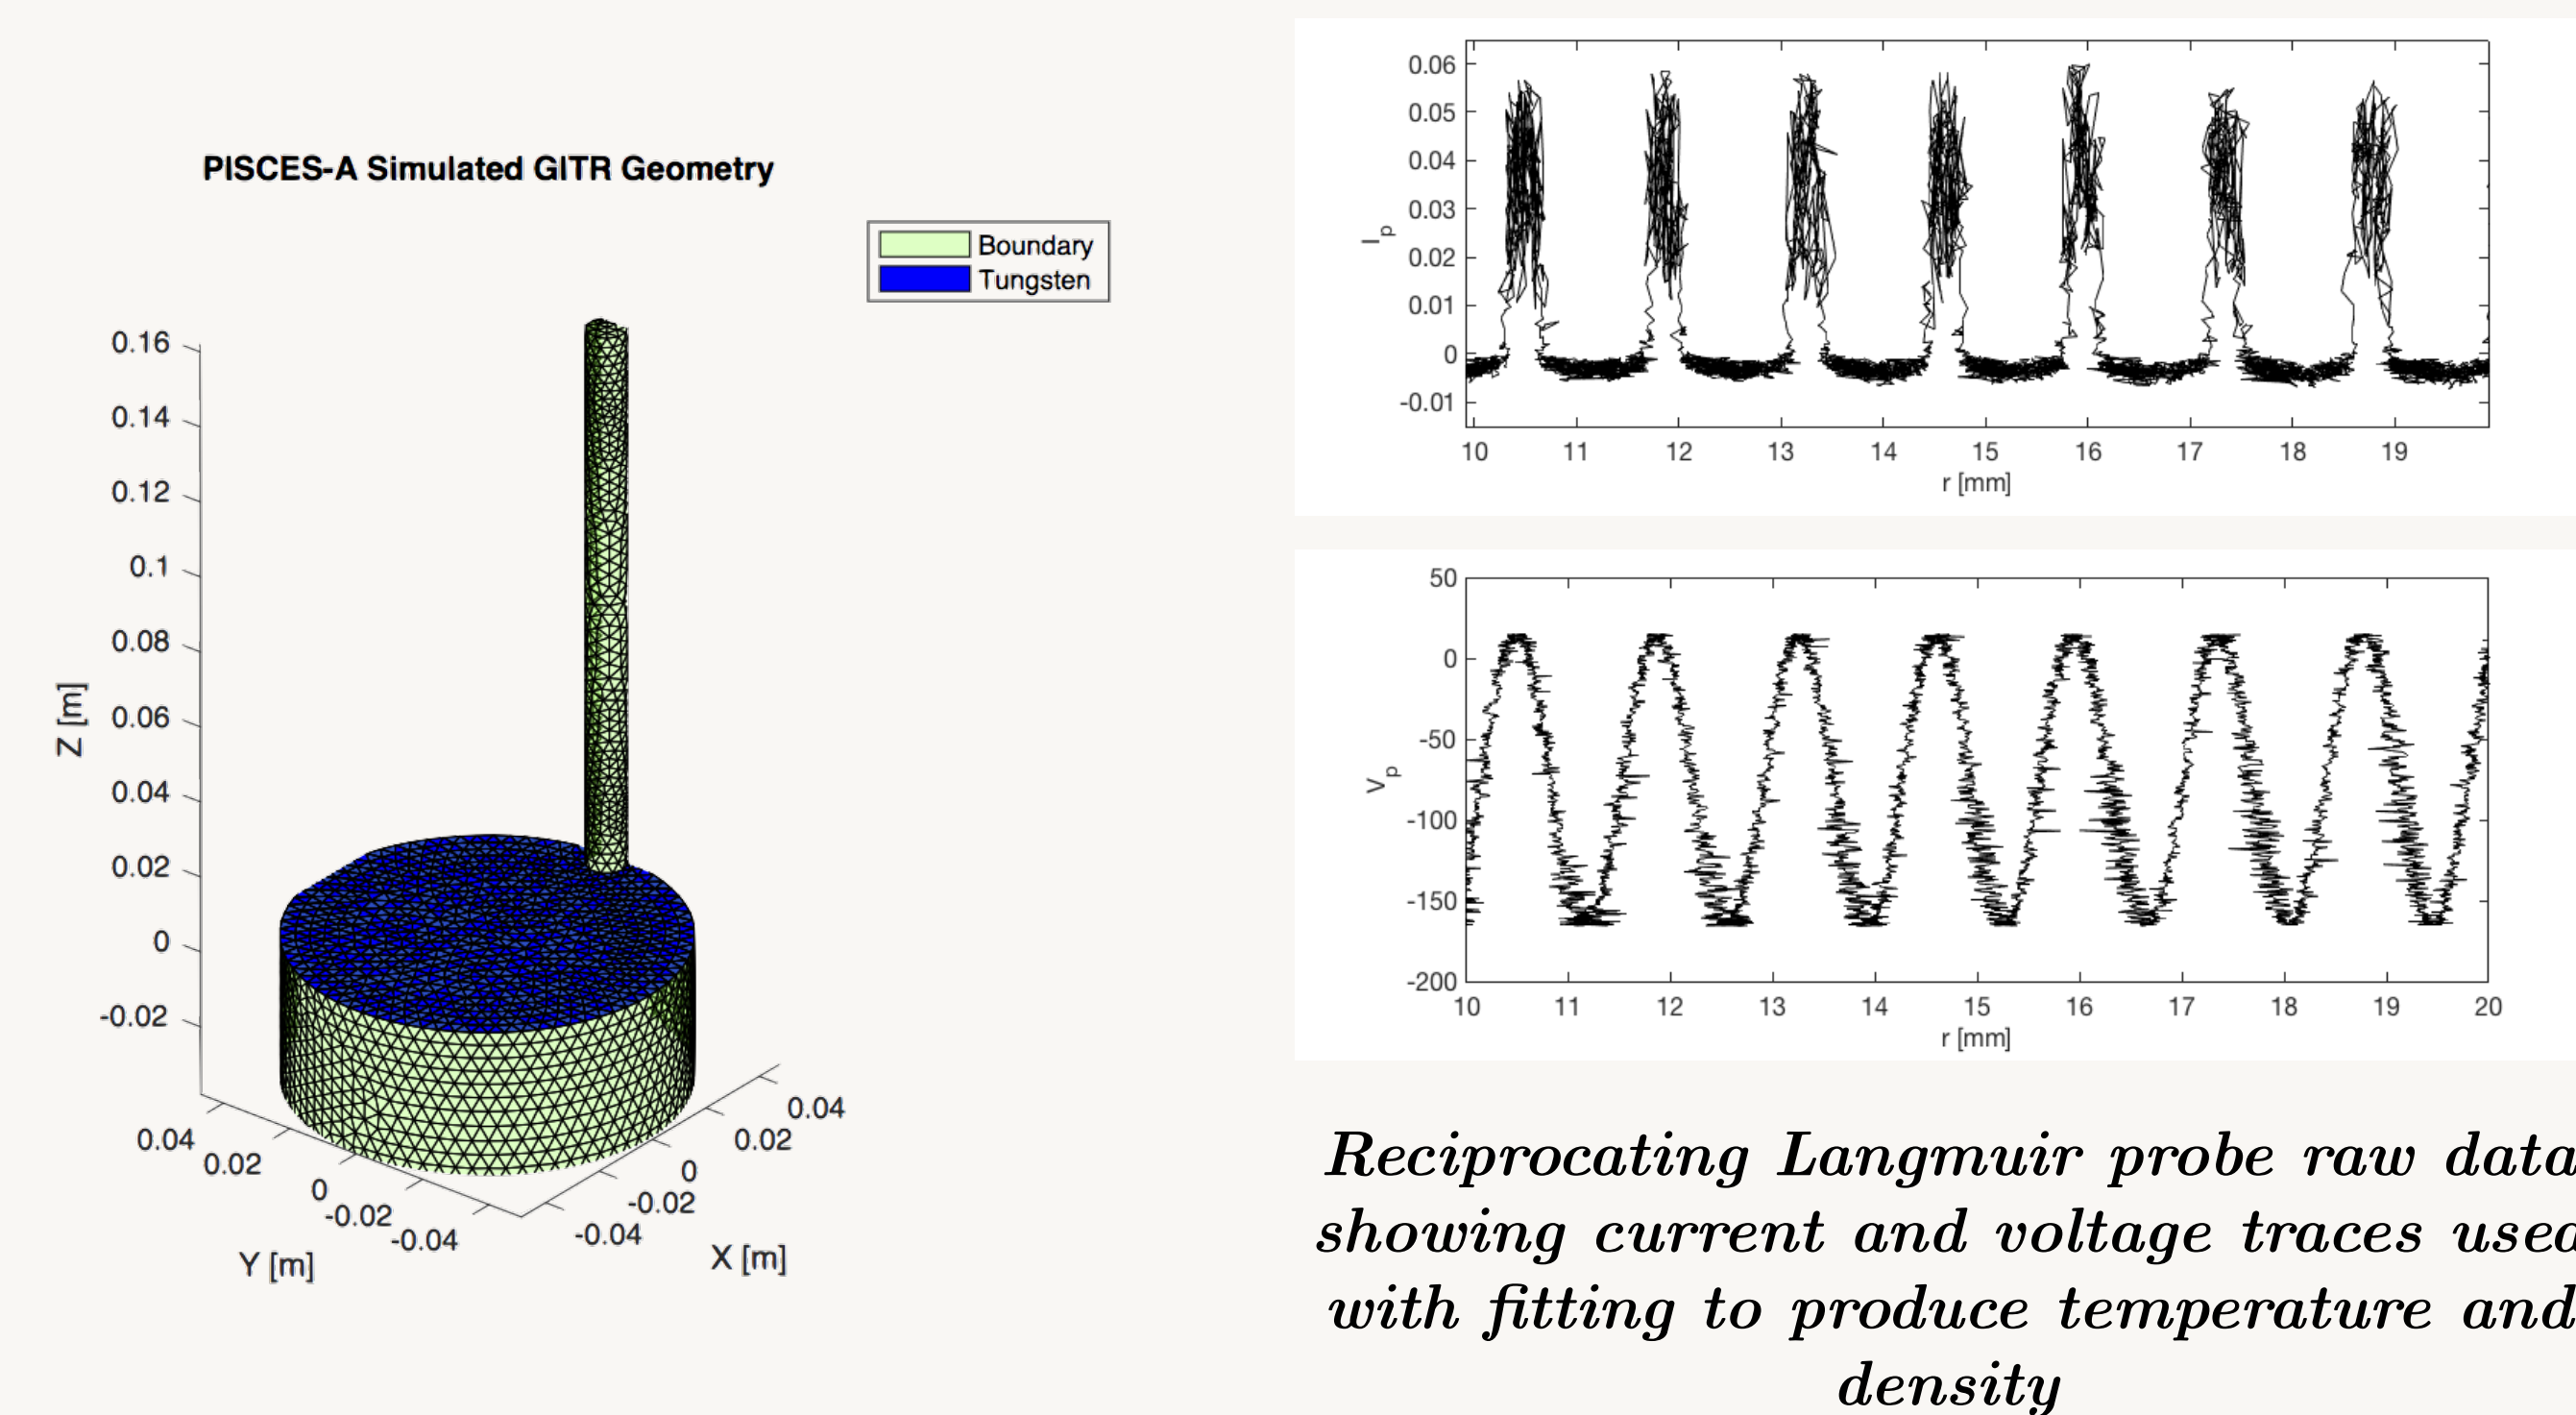 PISCES-A Simulated GITR Geometry
Boundary
Tungsten
0.16
0.14
0.12
0.1
0.08
0.06
0.04
0.02
0
-0.02
Z [m]
0.04
0.02
0
-0.02
-0.04
Y [m]
0.04
0.02
0
-0.02
-0.04
X [m]
0.06
0.05
0.04
0.03
0.02
0.01
0
-0.01
Ip
10 11 12 13 14 15 16 17 18 19
r [mm]
50
0
-50
-100
-150
-200
Vp
10 11 12 13 14 15 16 17 18 19 20
r [mm]
Reciprocating Langmuir probe raw data
showing current and voltage traces used
with fitting to produce temperature and
density